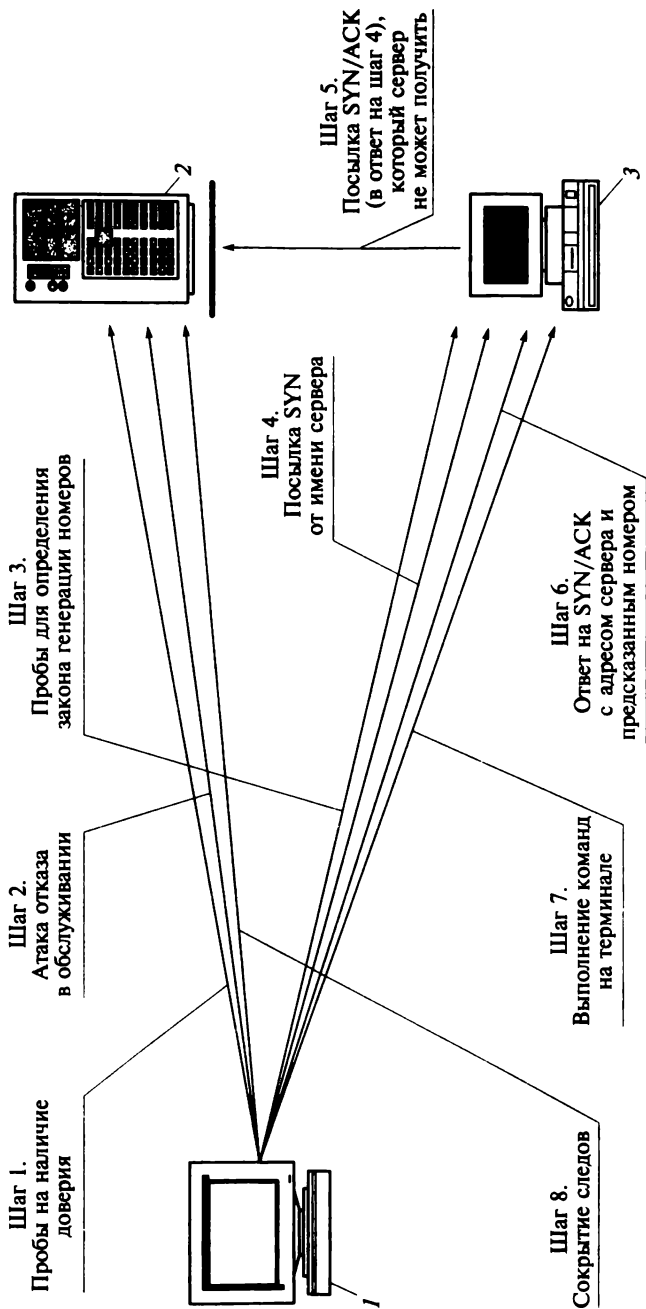 Шаг 1.
Пробы на наличие
доверия
Шаг 2.
Атака отказа
в обслуживании
Шаг 3.
Пробы для определения
закона генерации номеров
Шаг 4.
Посылка SYN
от имени сервера
Шаг 5.
Посылка SYN/ACK
(в ответ на шаг 4),
который сервер
не может получить
Шаг 6.
Ответ на SYN/ACK
с адресом сервера и
предсказанным номером
Шаг 7.
Выполнение команд
на терминале
Шаг 8.
Сокрытие следов
1
2
3